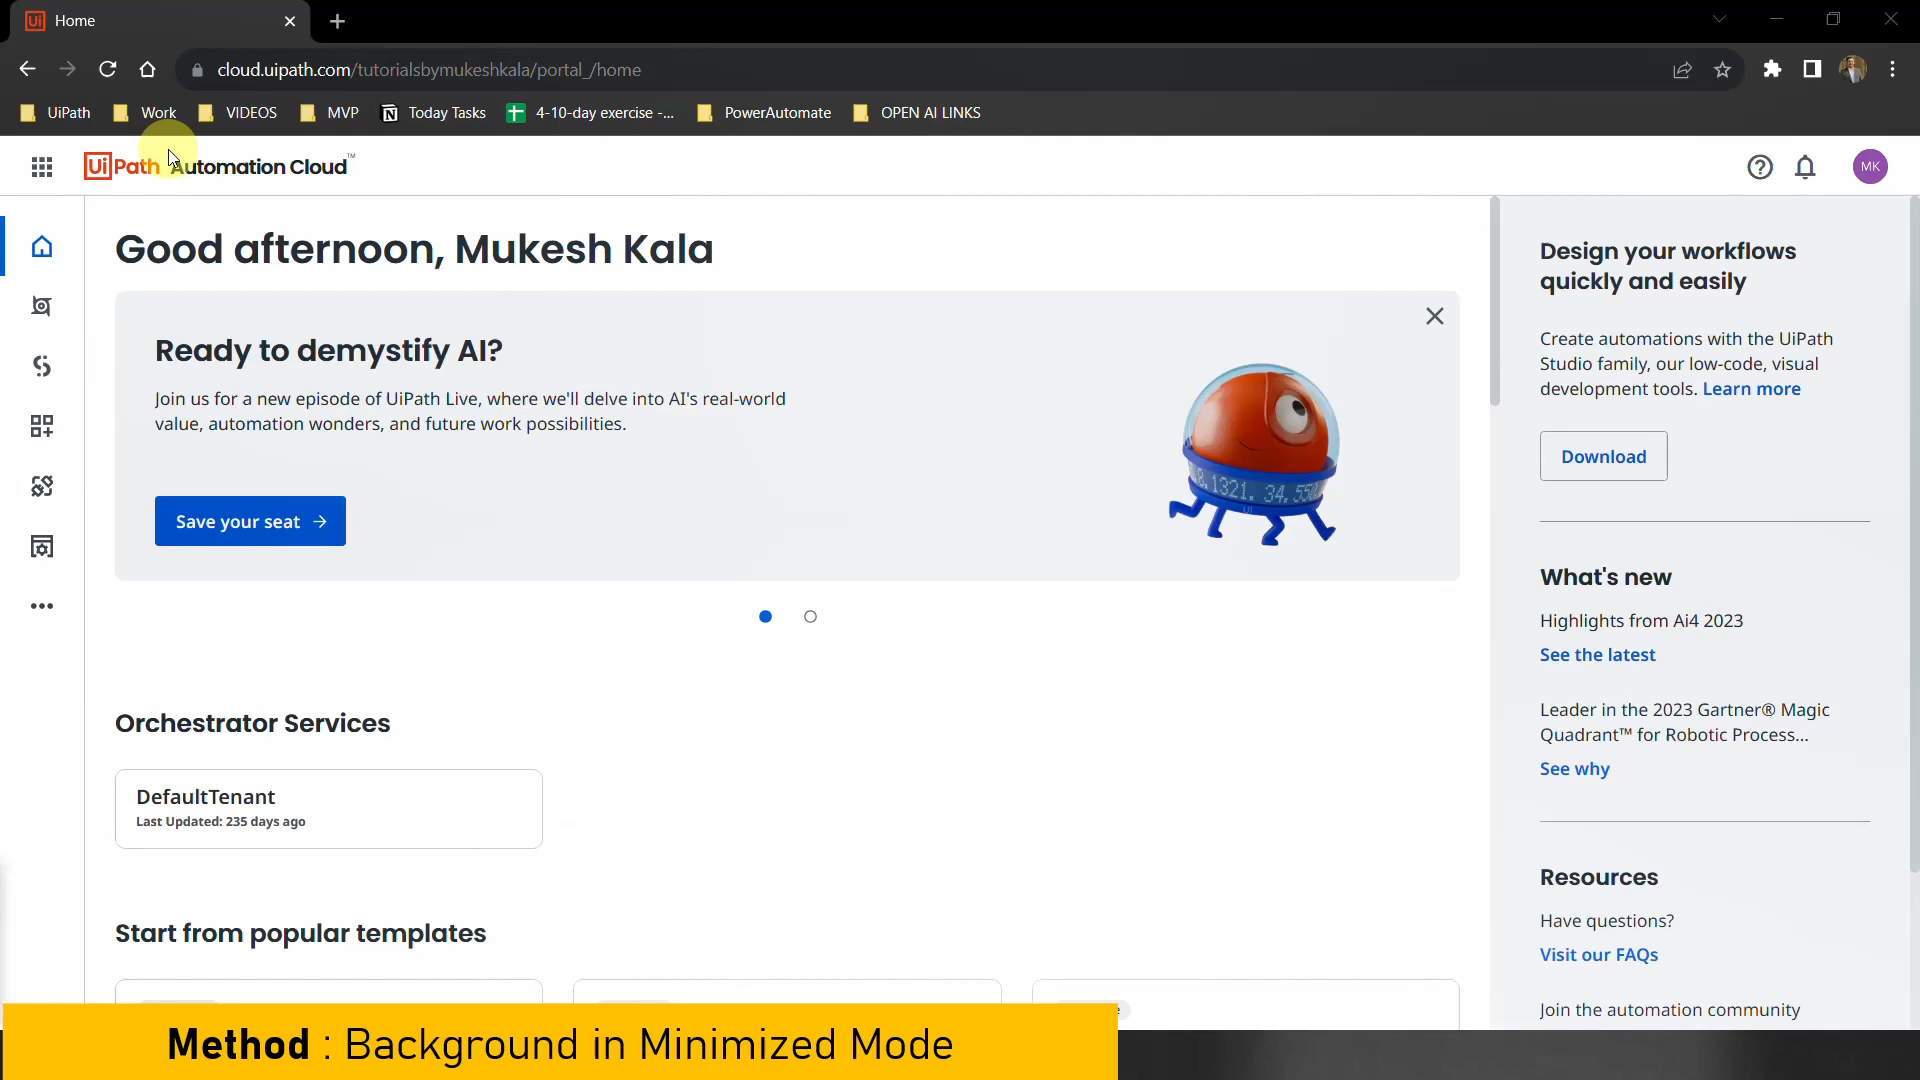 Home
cloud.uipath.com/tutorialsbymukeshkala/portal_/home
UiPath
Work
VIDEOS
MVP
Today Tasks
4-10-day exercise -...
PowerAutomate
OPEN AI LINKS
UiPath Automation Cloud™
MK
Good afternoon, Mukesh Kala
Ready to demystify AI?
Join us for a new episode of UiPath Live, where we'll delve into AI's real-world
value, automation wonders, and future work possibilities.
Save your seat
Orchestrator Services
DefaultTenant
Last Updated: 235 days ago
Start from popular templates
Design your workflows
quickly and easily
Create automations with the UiPath
Studio family, our low-code, visual
development tools. Learn more
Download
What's new
Highlights from Ai4 2023
See the latest
Leader in the 2023 Gartner® Magic
Quadrant™ for Robotic Process...
See why
Resources
Have questions?
Visit our FAQs
Join the automation community
Method : Background in Minimized Mode